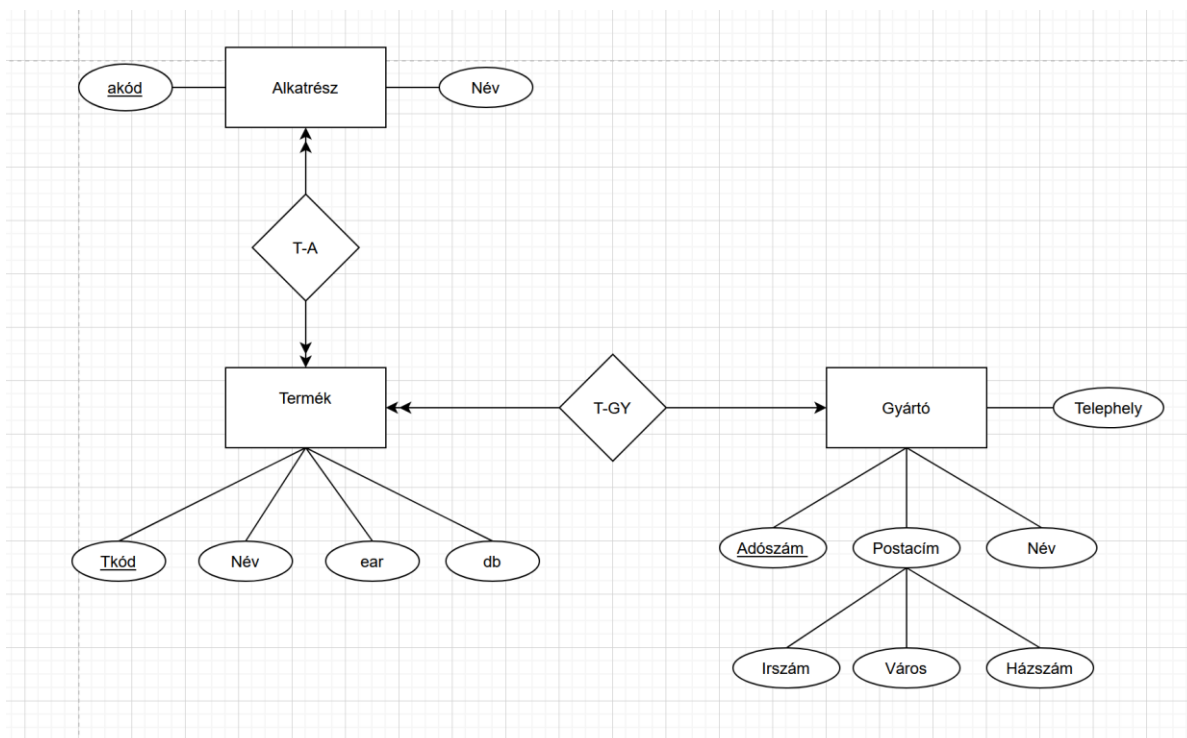 akód
Alkatrész
Név
T-A
Termék
T-GY
Gyártó
Telephely
Tkód
Név
ear
db
Adószám
Postacím
Név
Irszám
Város
Házszám